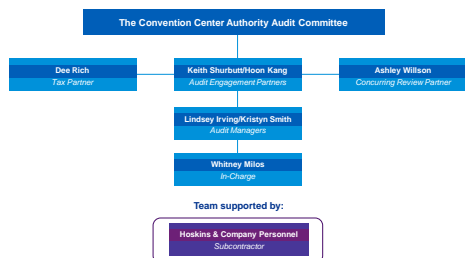 The Convention Center Authority Audit Committee
Dee Rich
Tax Partner
Keith Shurbutt/Hoon Kang
Audit Engagement Partners
Ashley Willson
Concurring Review Partner
Lindsey Irving/Kristyn Smith
Audit Managers
Whitney Milos
In-Charge
Team supported by:
Hoskins & Company Personnel
Subcontractor